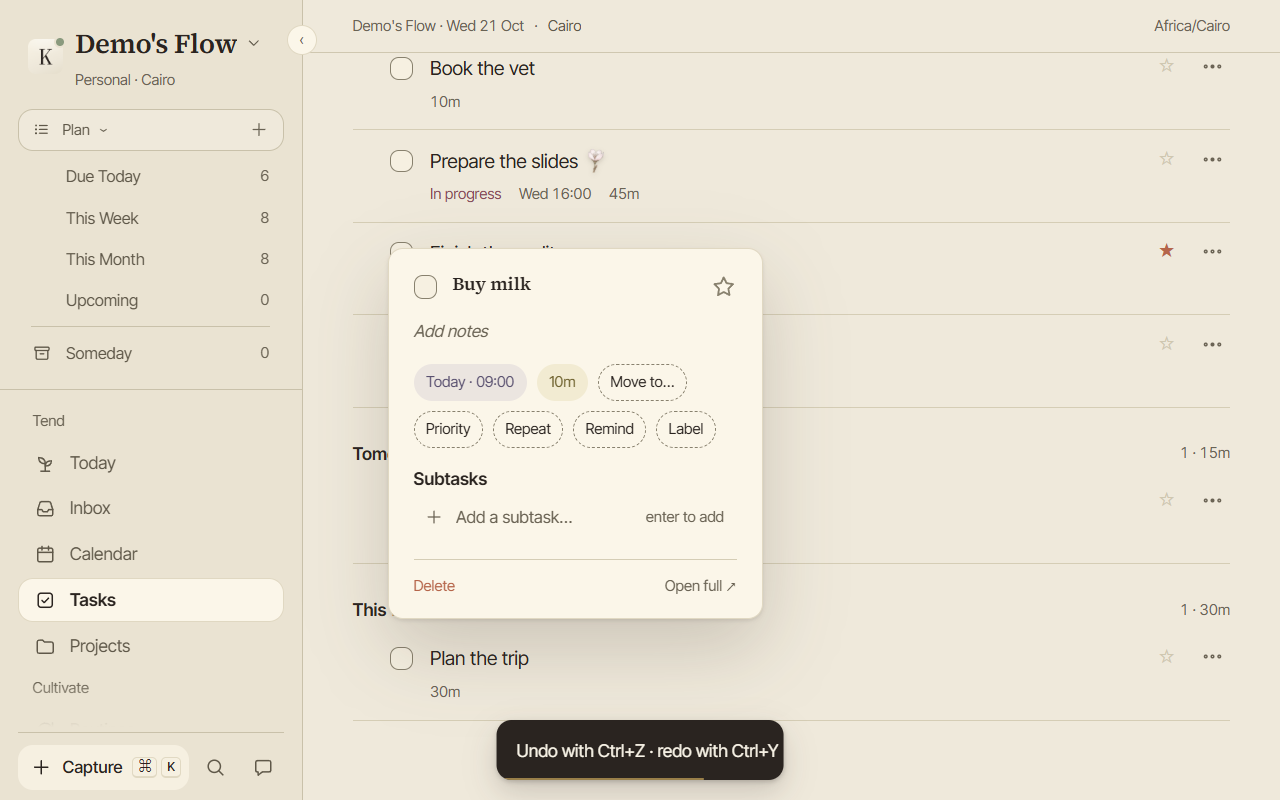 K
Demo's Flow
Personal · Cairo
Plan
Due Today 6
This Week 8
This Month 8
Upcoming 0
Someday 0
Tend
Today
Inbox
Calendar
Tasks
Projects
Cultivate
Capture ⌘ K
Demo's Flow · Wed 21 Oct · Cairo
Africa/Cairo
Book the vet
10m
Prepare the slides
In progress Wed 16:00 45m
Buy milk
Add notes
Today · 09:00 10m Move to...
Priority Repeat Remind Label
Subtasks
Add a subtask... enter to add
Delete Open full ↗
1 · 15m
This
1 · 30m
Plan the trip
30m
Undo with Ctrl+Z · redo with Ctrl+Y